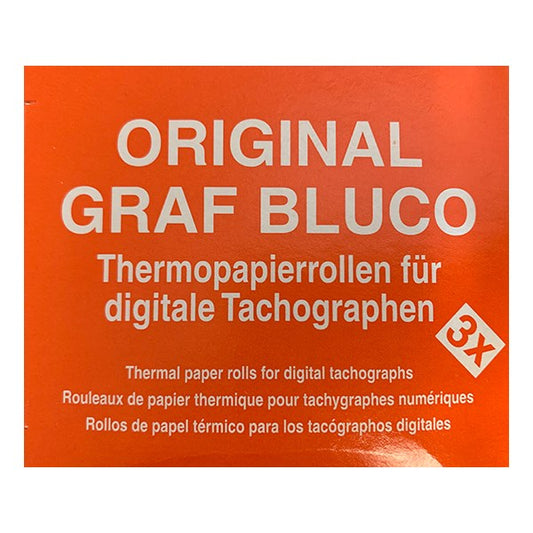 ORIGINAL
GRAF BLUCO
Thermopapierrollen für
digitale Tachographen
3x
Thermal paper rolls for digital tachographs
Rouleaux de papier thermique pour tachygraphes numériques
Rollos de papel térmico para los tacógraphos digitales